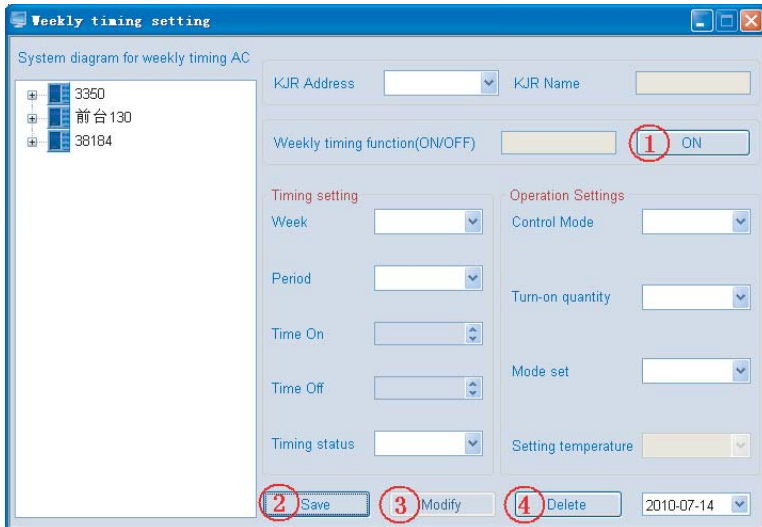 Weekly timing setting
System diagram for weekly timing AC
3350
前台130
38184
KJR Address
KJR Name
Weekly timing function(ON/OFF)
1 ON
Timing setting
Week
Period
Time On
Time Off
Timing status
Operation Settings
Control Mode
Turn-on quantity
Mode set
Setting temperature
2 Save
3 Modify
4 Delete
2010-07-14